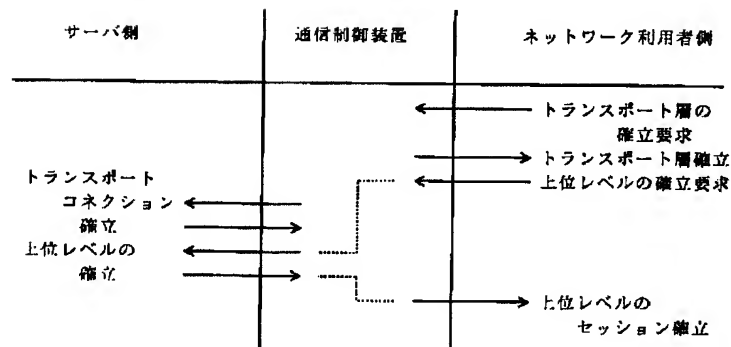 サーバ側
通信制御装置
ネットワーク利用者側
トランスポート層の
確立要求
トランスポート層確立
上位レベルの確立要求
トランスポート
コネクション
確立
上位レベルの
確立
上位レベルの
セッション確立